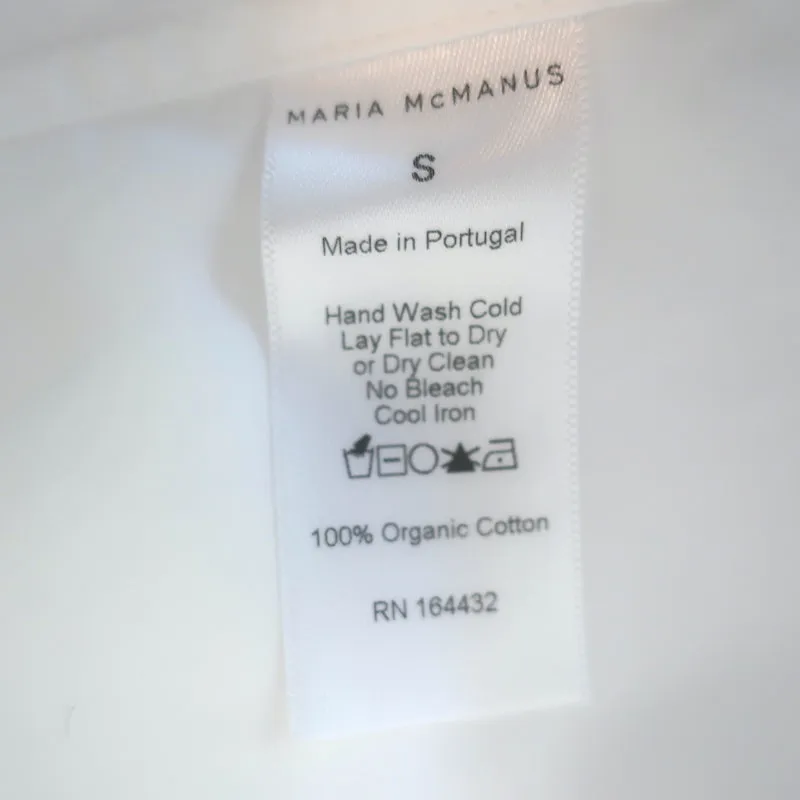 MARIA McMANUS
S
Made in Portugal
Hand Wash Cold
Lay Flat to Dry
or Dry Clean
No Bleach
Cool Iron
100% Organic Cotton
RN 164432